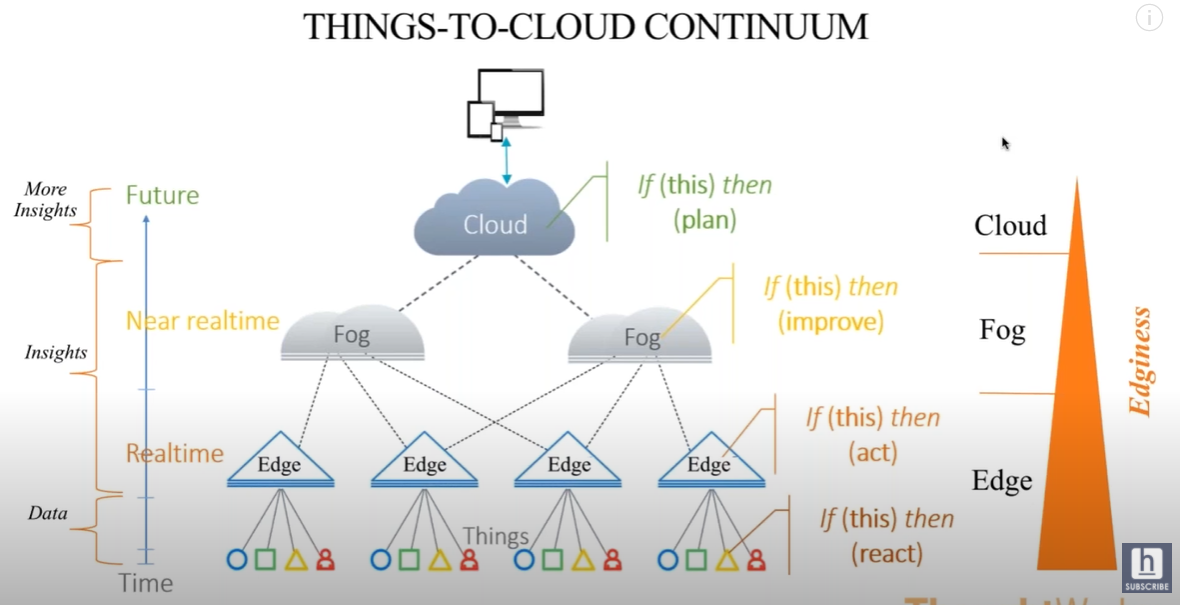 THINGS-TO-CLOUD CONTINUUM
i
More
Insights
Future
Cloud
If (this) then
(plan)
Cloud
Near realtime
Fog
Fog
If (this) then
(improve)
Fog
Insights
Edginess
Realtime
Edge
Edge
Edge
Edge
If (this) then
(act)
Edge
Data
Things
If (this) then
(react)
Time
h
SUBSCRIBE